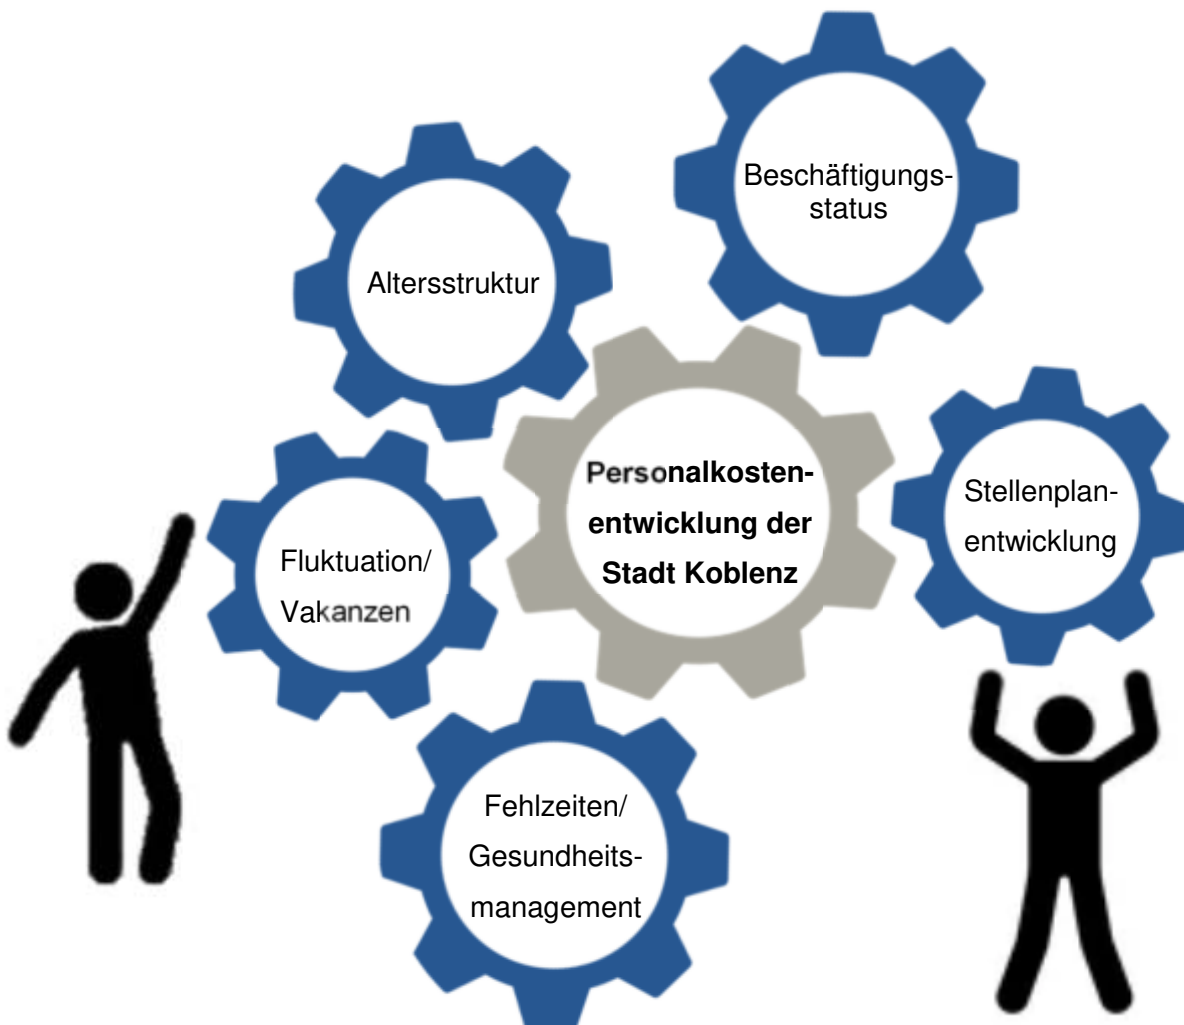 Beschäftigungs-
status
Altersstruktur
Personalkosten-
entwicklung der
Stadt Koblenz
Stellenplan-
entwicklung
Fluktuation/
Vakanzen
Fehlzeiten/
Gesundheits-
management